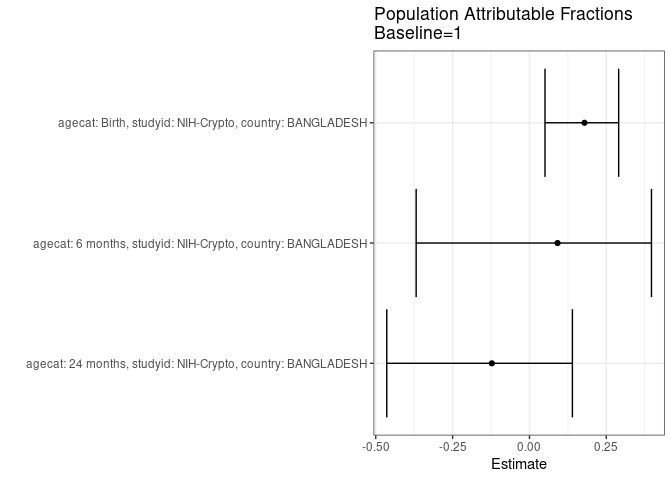 Population Attributable Fractions
Baseline=1
agecat: Birth, studyid: NIH-Crypto, country: BANGLADESH
agecat: 6 months, studyid: NIH-Crypto, country: BANGLADESH
agecat: 24 months, studyid: NIH-Crypto, country: BANGLADESH
-0.50 -0.25 0.00 0.25
Estimate